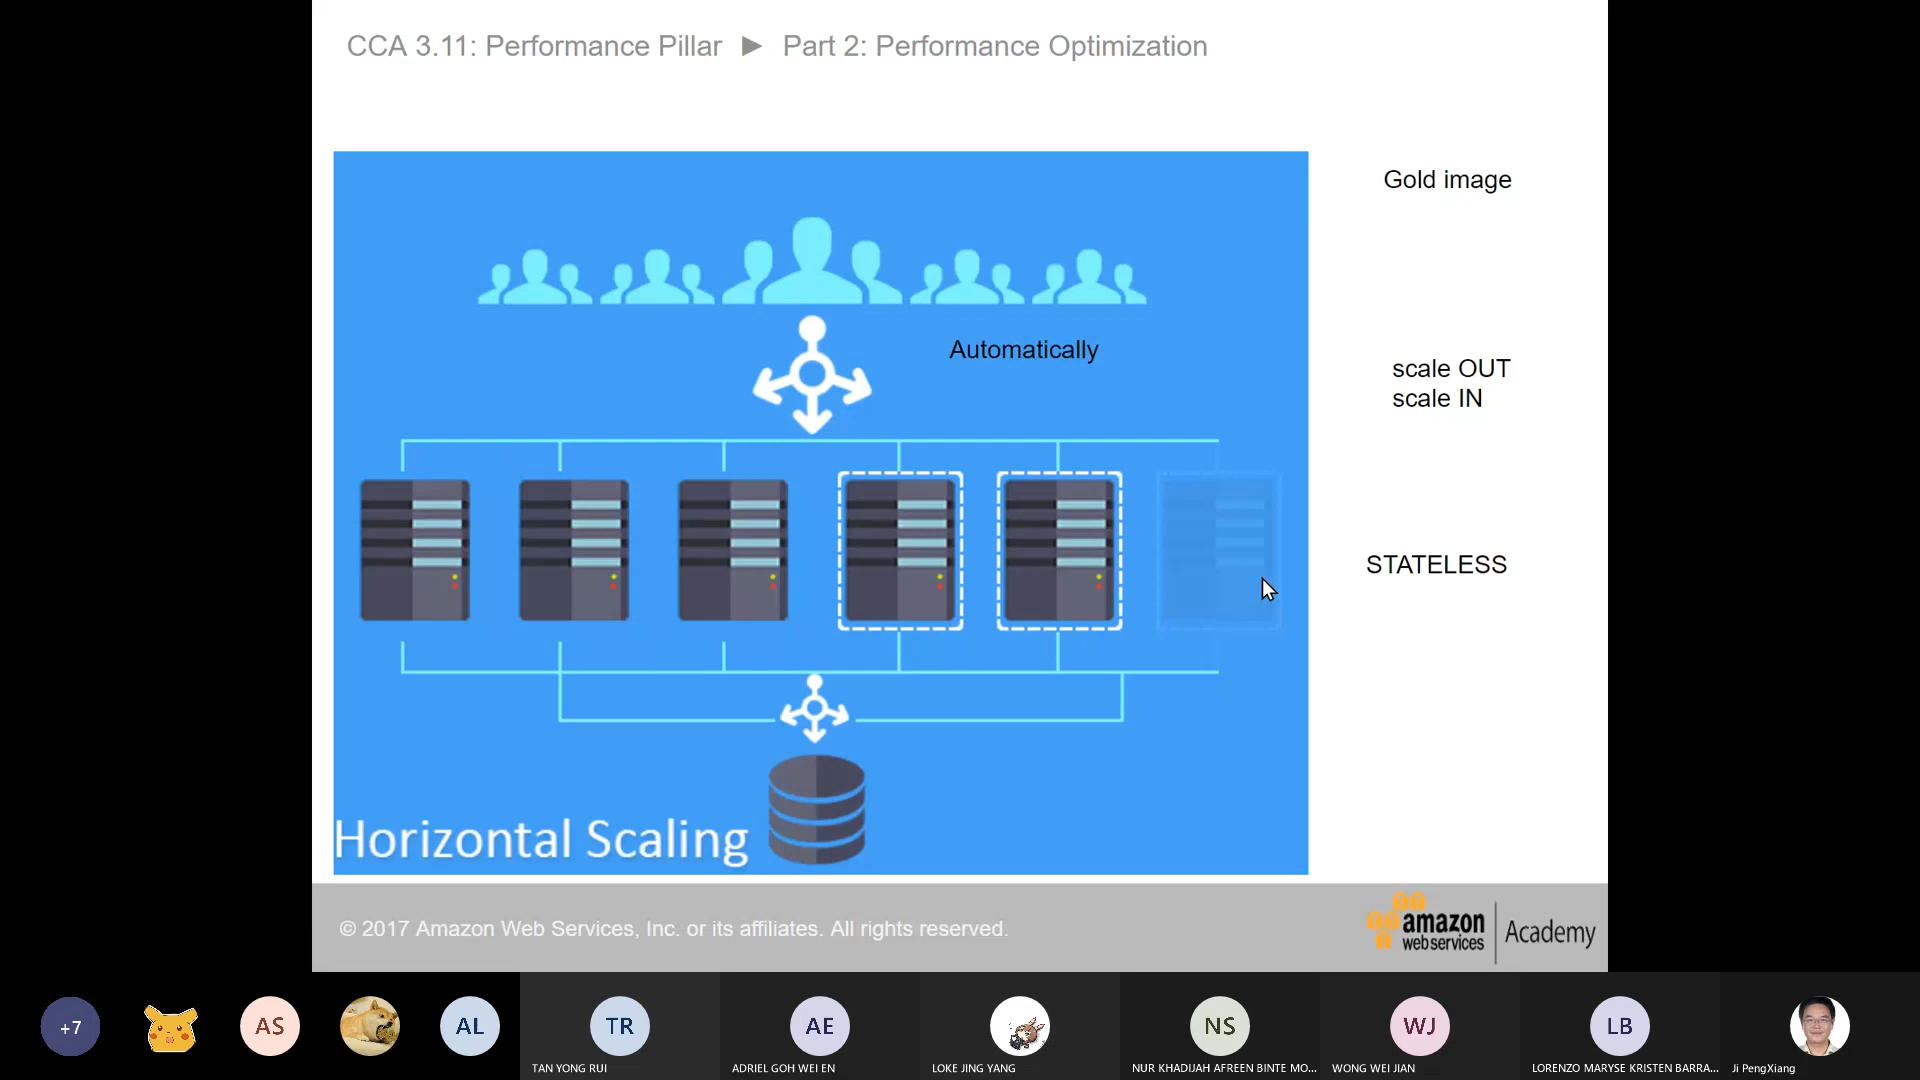 CCA 3.11: Performance Pillar ► Part 2: Performance Optimization
Gold image
Automatically
scale OUT
scale IN
STATELESS
Horizontal Scaling
© 2017 Amazon Web Services, Inc. or its affiliates. All rights reserved.
amazon
web services
Academy
+7
AS
AL
TR
AE
NS
WJ
LB
TAN YONG RUI
ADRIEL GOH WEI EN
LOKE JING YANG
NUR KHADIJAH AFREEN BINTE MO...
WONG WEI JIAN
LORENZO MARYSE KRISTEN BARRA...
Ji PengXiang